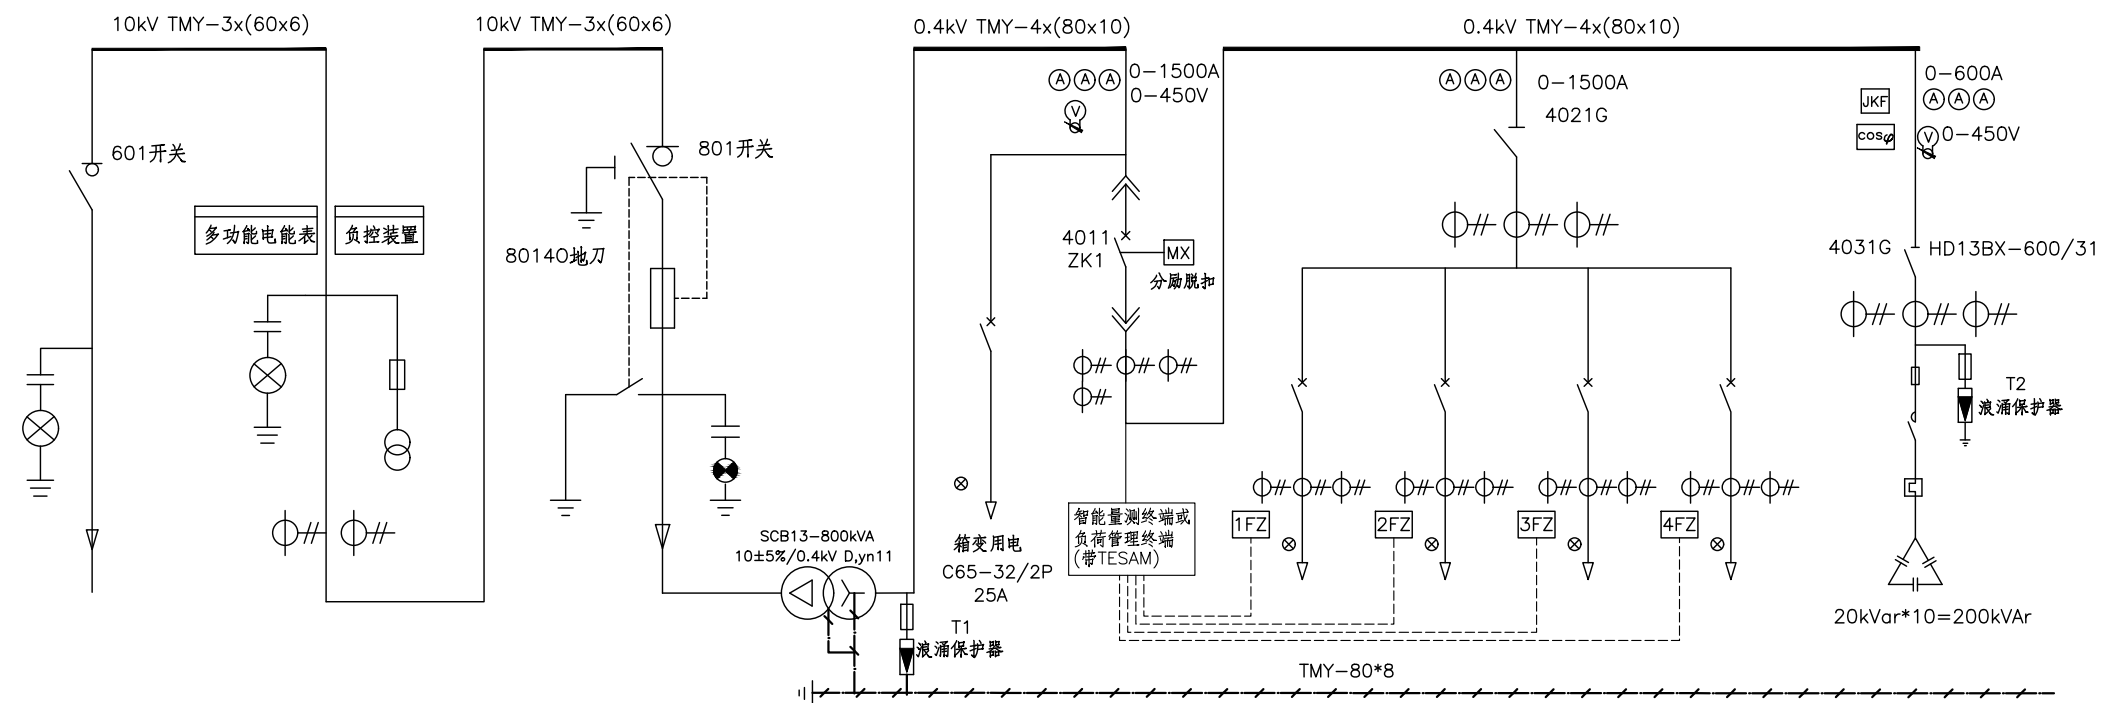 10kV TMY-3x(60x6)
10kV TMY-3x(60x6)
0.4kV TMY-4x(80x10)
0.4kV TMY-4x(80x10)
601开关
多功能电能表
负控装置
801开关
80140地刀
SCB13-800kVA
10±5%/0.4kV D,yn11
T1
浪涌保护器
A A A
0-1500A
0-450V
V
4011
ZK1
MX
分励脱扣
箱变用电
C65-32/2P
25A
智能量测终端或
负荷管理终端
(带TESAM)
A A A
0-1500A
4021G
1FZ
2FZ
3FZ
4FZ
0-600A
JKF
A A A
cosφ
V
0-450V
4031G
HD13BX-600/31
T2
浪涌保护器
20kVar*10=200kVAr
TMY-80*8